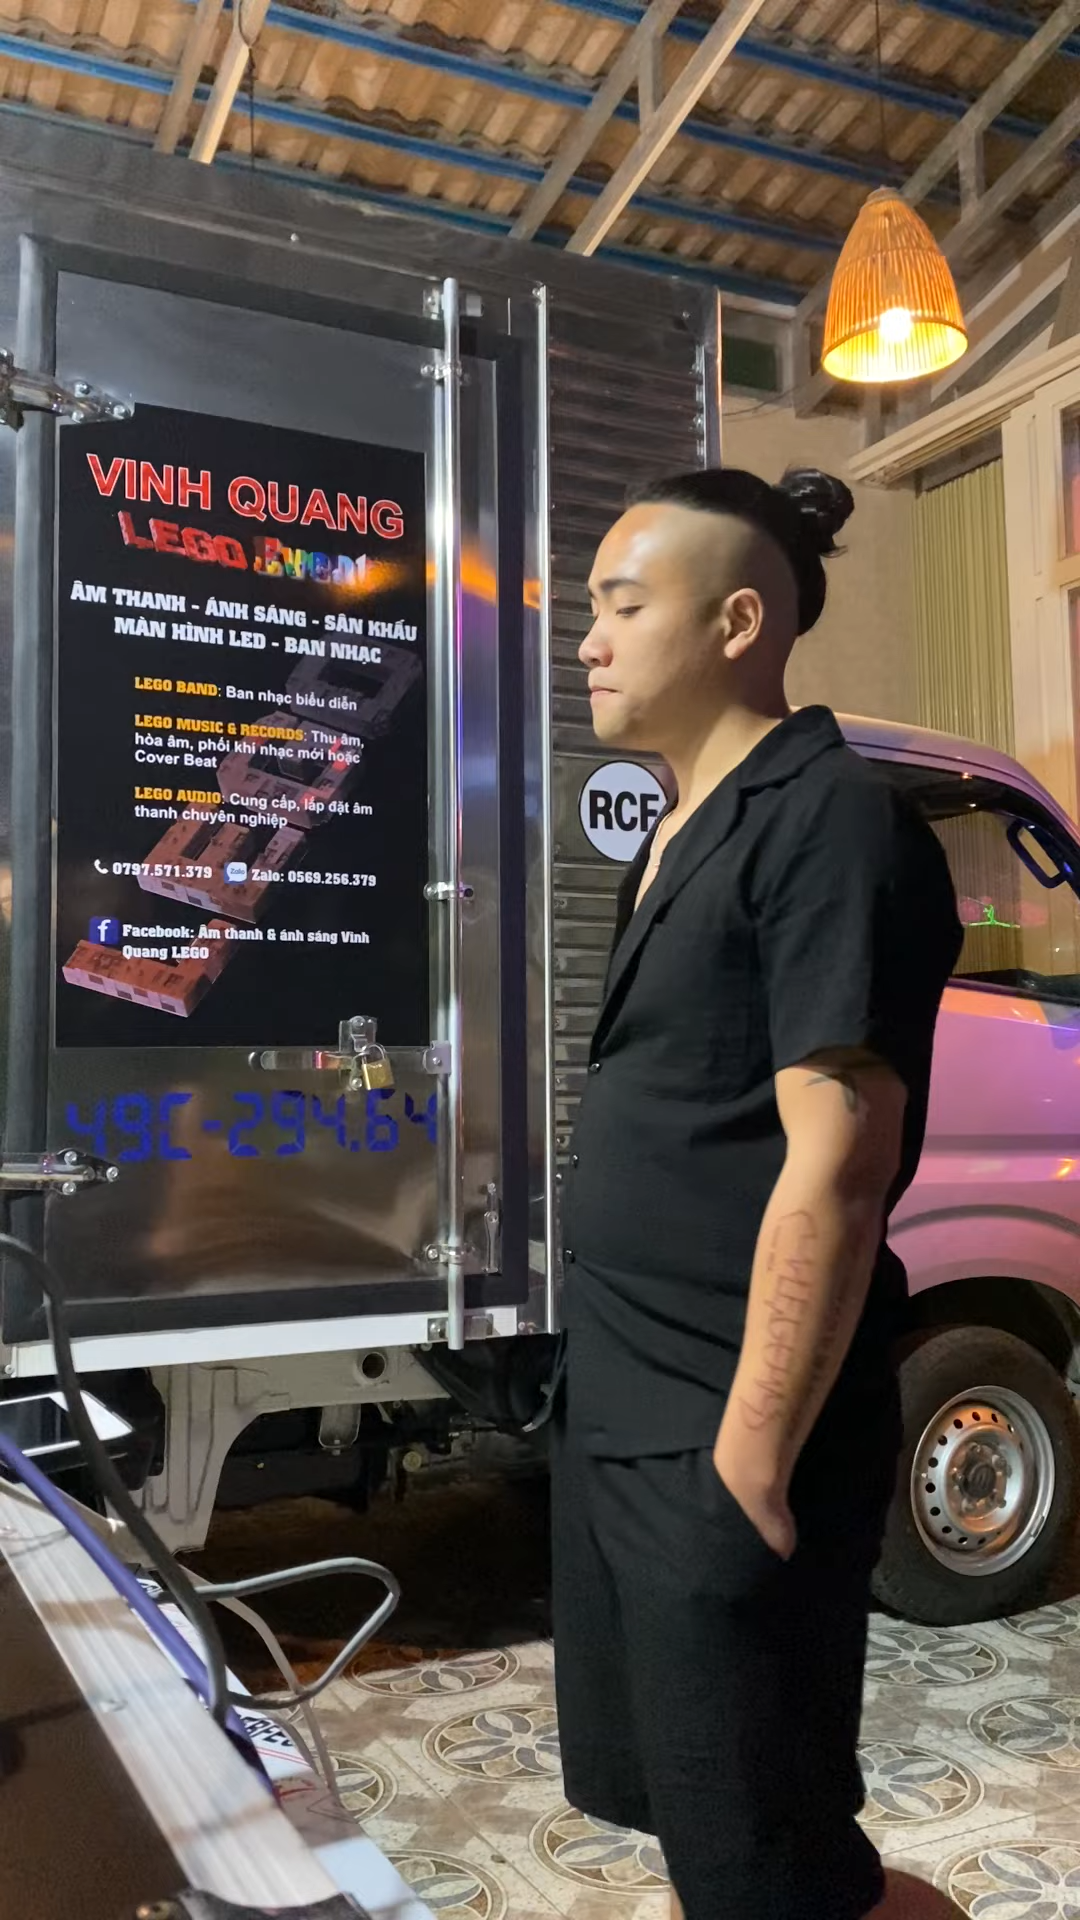 VINH QUANG
LEGO Event
ÂM THANH - ÁNH SÁNG - SÂN KHẤU
MÀN HÌNH LED - BAN NHẠC
LEGO BAND: Ban nhạc biểu diễn
LEGO MUSIC & RECORDS: Thu âm,
hòa âm, phối khí nhạc mới hoặc
Cover Beat
LEGO AUDIO: Cung cấp, lắp đặt âm
thanh chuyên nghiệp
0797.571.379 Zalo: 0569.256.379
f Facebook: Âm thanh & ánh sáng Vinh
Quang LEGO
49C-294.64
RCF